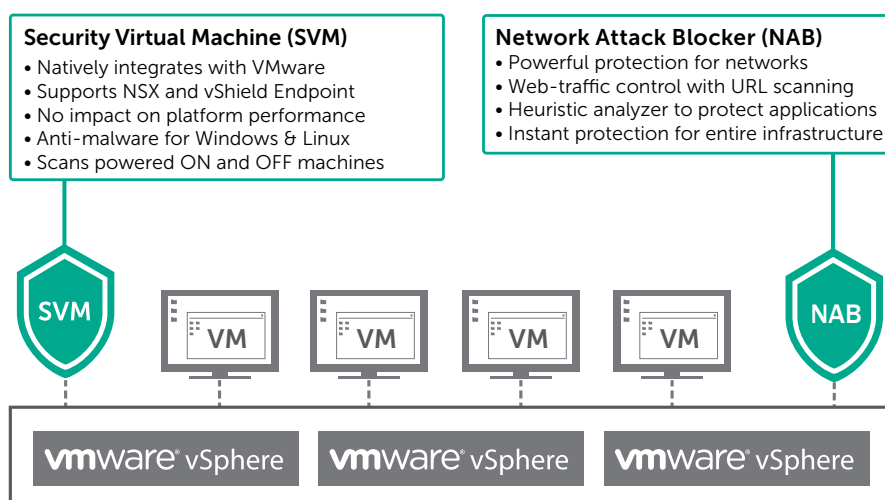 Security Virtual Machine (SVM)
• Natively integrates with VMware
• Supports NSX and vShield Endpoint
• No impact on platform performance
• Anti-malware for Windows & Linux
• Scans powered ON and OFF machines
Network Attack Blocker (NAB)
• Powerful protection for networks
• Web-traffic control with URL scanning
• Heuristic analyzer to protect applications
• Instant protection for entire infrastructure
SVM
VM
VM
VM
VM
NAB
vmware® vSphere
vmware® vSphere
vmware® vSphere